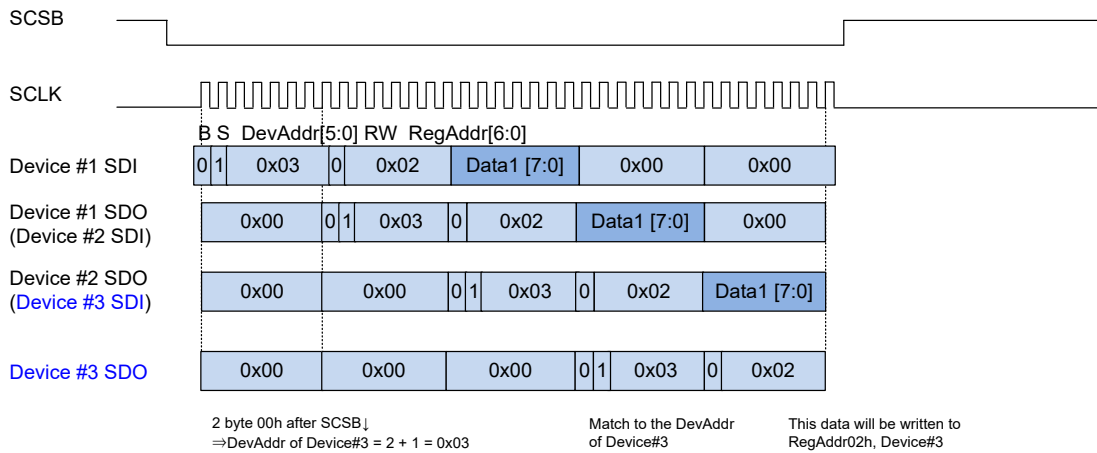 SCSB
SCLK
B S DevAddr[5:0] RW RegAddr[6:0]
Device #1 SDI 0 1 0x03 0 0x02 Data1 [7:0] 0x00 0x00
Device #1 SDO
(Device #2 SDI)
0x00 0 1 0x03 0 0x02 Data1 [7:0] 0x00
Device #2 SDO
(Device #3 SDI)
0x00 0x00 0 1 0x03 0 0x02 Data1 [7:0]
Device #3 SDO 0x00 0x00 0x00 0 1 0x03 0 0x02
2 byte 00h after SCSB↓
⇒DevAddr of Device#3 = 2 + 1 = 0x03
Match to the DevAddr
of Device#3
This data will be written to
RegAddr02h, Device#3